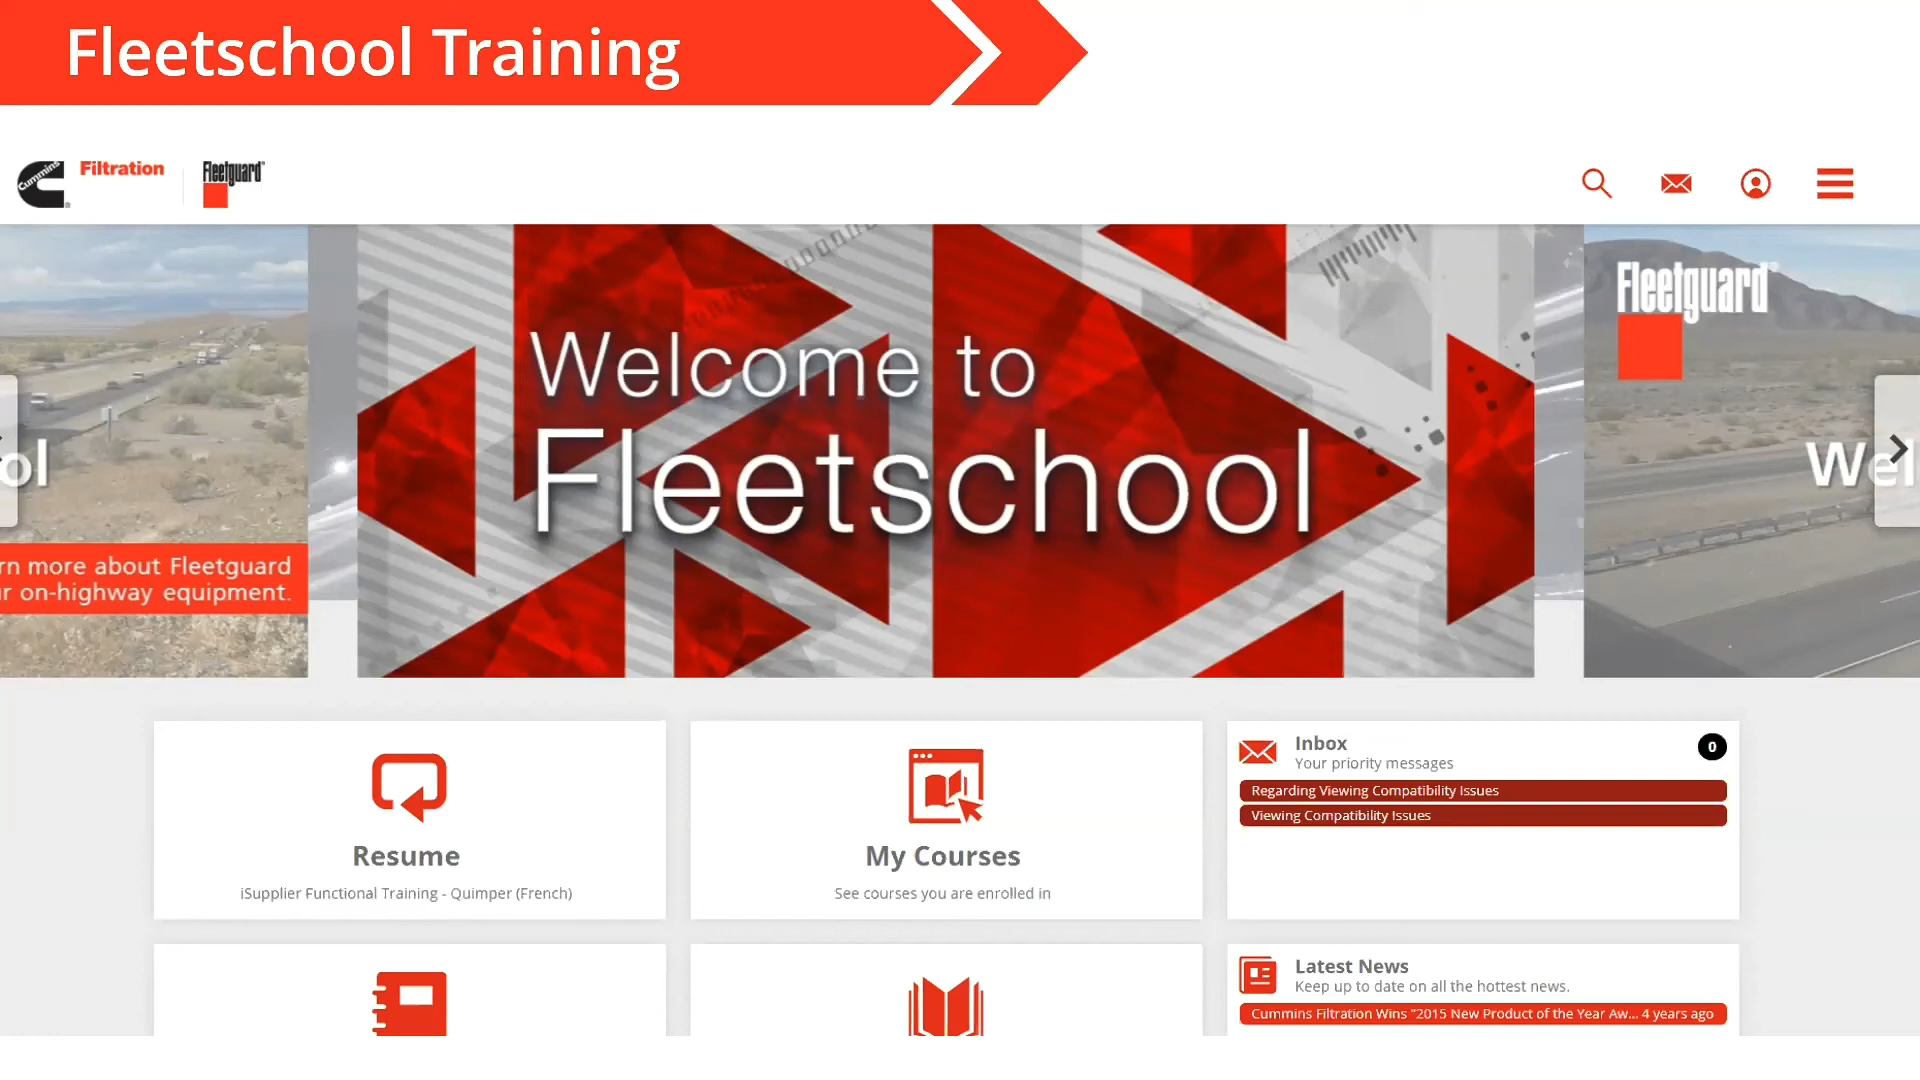 Fleetschool Training
Cummins
Filtration
Fleetguard
Welcome to
Fleetschool
ol
rn more about Fleetguard
r on-highway equipment.
Fleetguard
Wel
Resume
iSupplier Functional Training - Quimper (French)
My Courses
See courses you are enrolled in
Inbox
0
Your priority messages
Regarding Viewing Compatibility Issues
Viewing Compatibility Issues
Latest News
Keep up to date on all the hottest news.
Cummins Filtration Wins "2015 New Product of the Year Aw... 4 years ago